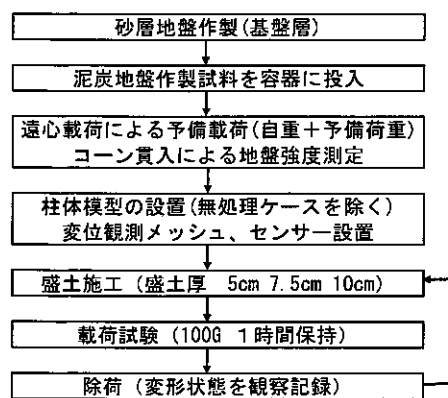 砂層地盤作製(基盤層)
泥炭地盤作製試料を容器に投入
遠心載荷による予備載荷(自重＋予備荷重)
コーン貫入による地盤強度測定
柱体模型の設置(無処理ケースを除く)
変位観測メッシュ、センサー設置
盛土施工 (盛土厚 5cm 7.5cm 10cm)
載荷試験 (100G １時間保持)
除荷 (変形状態を観察記録)